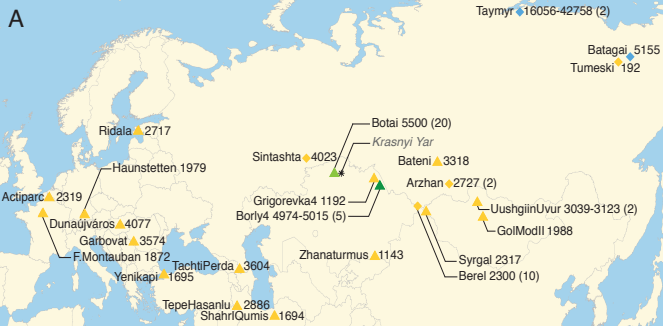 A
Taymyr 16056-42758 (2)
Batagai 5155
Tumeski 192
Botai 5500 (20)
Krasnyi Yar
Ridala 2717
Haunstetten 1979
Sintashta 4023
Bateni 3318
Arzhan 2727 (2)
Actiparc 2319
Grigorevka4 1192
Borly4 4974-5015 (5)
UushgiinUvur 3039-3123 (2)
GolModII 1988
Dunaújváros 4077
Garbovat 3574
F.Montauban 1872
Zhanaturmus 1143
Syrgal 2317
Berel 2300 (10)
TachtiPerda 3604
Yenikapi 1695
TepeHasanlu 2886
ShahrIQumis 1694